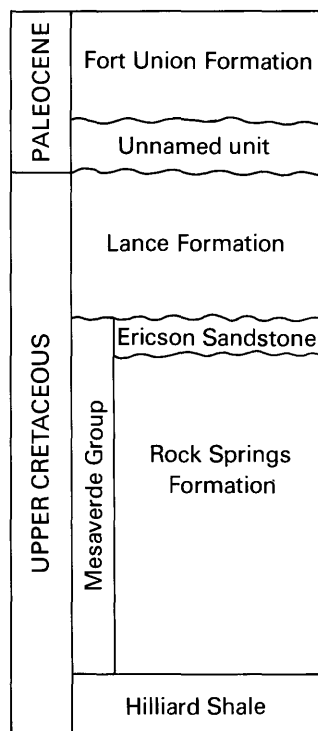 PALEOCENE
Fort Union Formation
Unnamed unit
UPPER CRETACEOUS
Lance Formation
Mesaverde Group
Ericson Sandstone
Rock Springs
Formation
Hilliard Shale